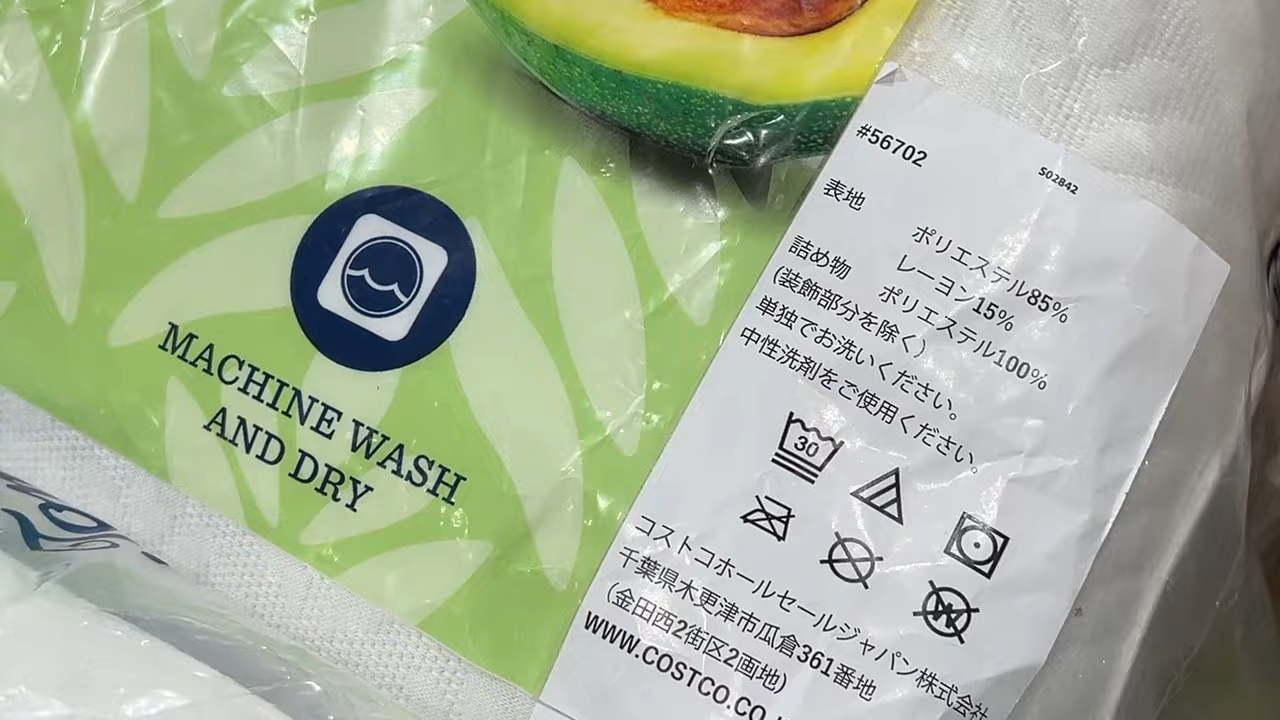 MACHINE WASH
AND DRY
#56702
S02842
表地 ポリエステル85%
レーヨン15%
詰め物 ポリエステル100%
(装飾部分を除く)
単独でお洗いください。
中性洗剤をご使用ください。
30
W
コストコホールセールジャパン株式会社
千葉県木更津市瓜倉361番地
(金田西2街区2画地)
WWW.COSTCO.CO